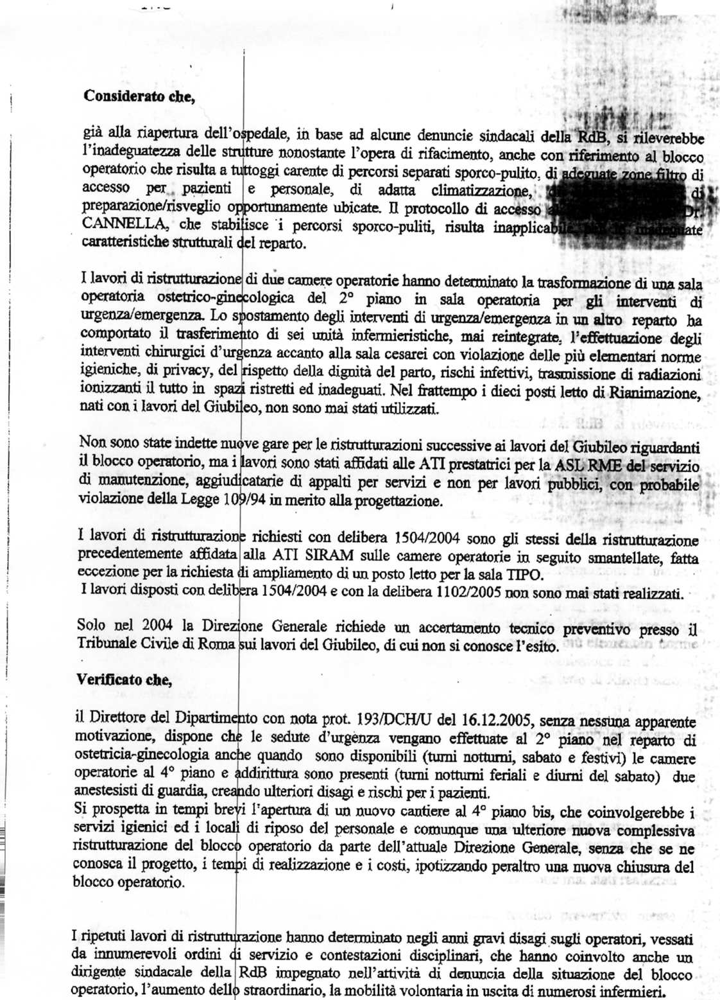 Considerato che,
già alla riapertura dell'ospedale, in base ad alcune denuncie sindacali della RdB, si rileverebbe
l'inadeguatezza delle strutture nonostante l'opera di rifacimento, anche con riferimento al blocco
operatorio che risulta a tuttoggi carente di percorsi separati sporco-pulito, di adeguate zone filtro di
accesso per pazienti e personale, di adatta climatizzazione, di
preparazione/risveglio opportunamente ubicate. Il protocollo di accesso Dr.
CANNELLA, che stabilisce i percorsi sporco-puliti, risulta inapplicabile per le inadeguate
caratteristiche strutturali del reparto.
I lavori di ristrutturazione di due camere operatorie hanno determinato la trasformazione di una sala
operatoria ostetrico-ginecologica del 2° piano in sala operatoria per gli interventi di
urgenza/emergenza. Lo spostamento degli interventi di urgenza/emergenza in un altro reparto ha
comportato il trasferimento di sei unità infermieristiche, mai reintegrate, l'effettuazione degli
interventi chirurgici d'urgenza accanto alla sala cesarei con violazione delle più elementari norme
igieniche, di privacy, del rispetto della dignità del parto, rischi infettivi, trasmissione di radiazioni
ionizzanti il tutto in spazi ristretti ed inadeguati. Nel frattempo i dieci posti letto di Rianimazione,
nati con i lavori del Giubileo, non sono mai stati utilizzati.
Non sono state indette nuove gare per le ristrutturazioni successive ai lavori del Giubileo riguardanti
il blocco operatorio, ma i lavori sono stati affidati alle ATI prestatrici per la ASL RME del servizio
di manutenzione, aggiudicatarie di appalti per servizi e non per lavori pubblici, con probabile
violazione della Legge 109/94 in merito alla progettazione.
I lavori di ristrutturazione richiesti con delibera 1504/2004 sono gli stessi della ristrutturazione
precedentemente affidata alla ATI SIRAM sulle camere operatorie in seguito smantellate, fatta
eccezione per la richiesta di ampliamento di un posto letto per la sala TIPO.
I lavori disposti con delibera 1504/2004 e con la delibera 1102/2005 non sono mai stati realizzati.
Solo nel 2004 la Direzione Generale richiede un accertamento tecnico preventivo presso il
Tribunale Civile di Roma sui lavori del Giubileo, di cui non si conosce l'esito.
Verificato che,
il Direttore del Dipartimento con nota prot. 193/DCH/U del 16.12.2005, senza nessuna apparente
motivazione, dispone che le sedute d'urgenza vengano effettuate al 2° piano nel reparto di
ostetricia-ginecologia anche quando sono disponibili (turni notturni, sabato e festivi) le camere
operatorie al 4° piano e addirittura sono presenti (turni notturni feriali e diurni del sabato) due
anestesisti di guardia, creando ulteriori disagi e rischi per i pazienti.
Si prospetta in tempi brevi l'apertura di un nuovo cantiere al 4° piano bis, che coinvolgerebbe i
servizi igienici ed i locali di riposo del personale e comunque una ulteriore nuova complessiva
ristrutturazione del blocco operatorio da parte dell'attuale Direzione Generale, senza che se ne
conosca il progetto, i tempi di realizzazione e i costi, ipotizzando peraltro una nuova chiusura del
blocco operatorio.
I ripetuti lavori di ristrutturazione hanno determinato negli anni gravi disagi sugli operatori, vessati
da innumerevoli ordini di servizio e contestazioni disciplinari, che hanno coinvolto anche un
dirigente sindacale della RdB impegnato nell'attività di denuncia della situazione del blocco
operatorio, l'aumento dello straordinario, la mobilità volontaria in uscita di numerosi infermieri.